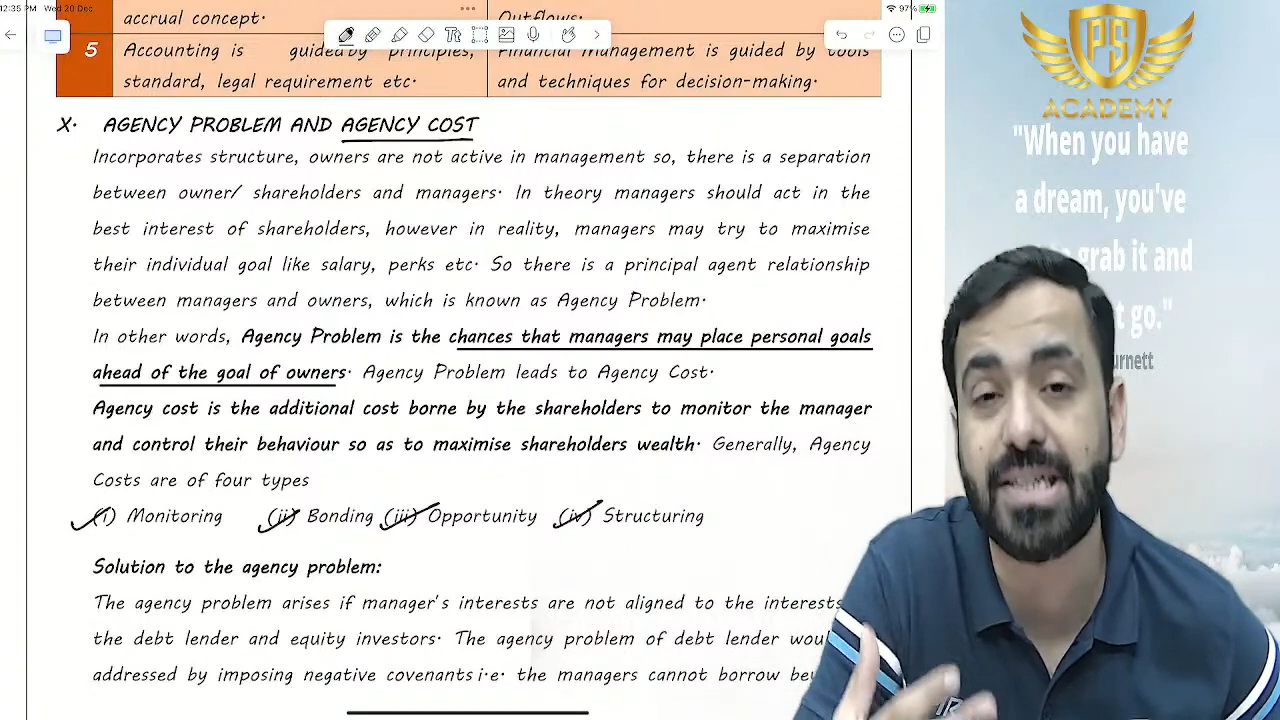 12:35 PM Wed 20 Dec
97%
accrual concept.
Outflows.
5
Accounting is guided by principles,
standard, legal requirement etc.
Financial management is guided by tools
and techniques for decision-making.
X. AGENCY PROBLEM AND AGENCY COST
Incorporates structure, owners are not active in management so, there is a separation
between owner/ shareholders and managers. In theory managers should act in the
best interest of shareholders, however in reality, managers may try to maximise
their individual goal like salary, perks etc. So there is a principal agent relationship
between managers and owners, which is known as Agency Problem.
In other words, Agency Problem is the chances that managers may place personal goals
ahead of the goal of owners. Agency Problem leads to Agency Cost.
Agency cost is the additional cost borne by the shareholders to monitor the manager
and control their behaviour so as to maximise shareholders wealth. Generally, Agency
Costs are of four types
(i) Monitoring (ii) Bonding (iii) Opportunity (iv) Structuring
Solution to the agency problem:
The agency problem arises if manager's interests are not aligned to the interests
the debt lender and equity investors. The agency problem of debt lender
addressed by imposing negative covenants i.e. the managers cannot borrow
PS
ACADEMY
"When you have
a dream, you've
grab it and
go."